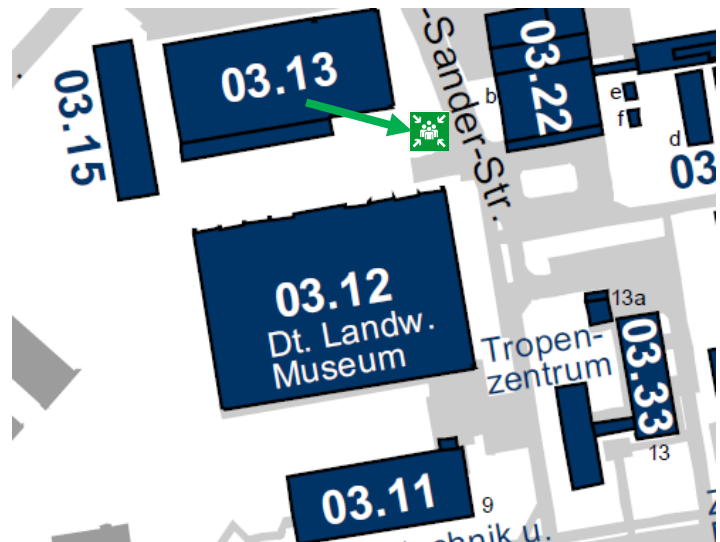 03.15
03.13
-Sander-Str.
b
03.22
e
f
d
03
03.12
Dt. Landw.
Museum
13a
Tropen-
zentrum
03.33
13
03.11
9
chnik u.